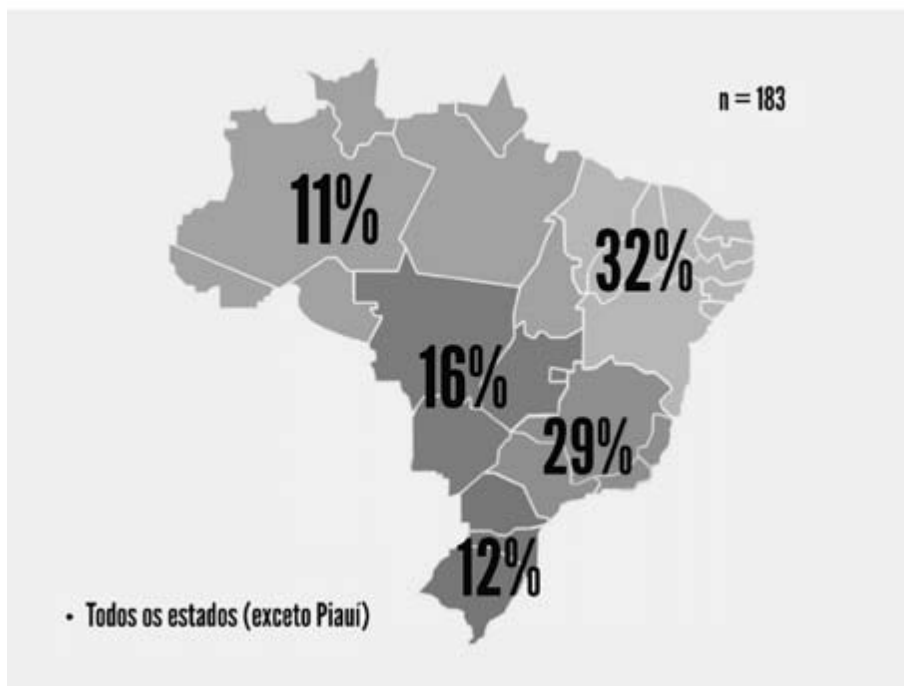 n = 183
11%
32%
16%
29%
12%
• Todos os estados (exceto Piauí)